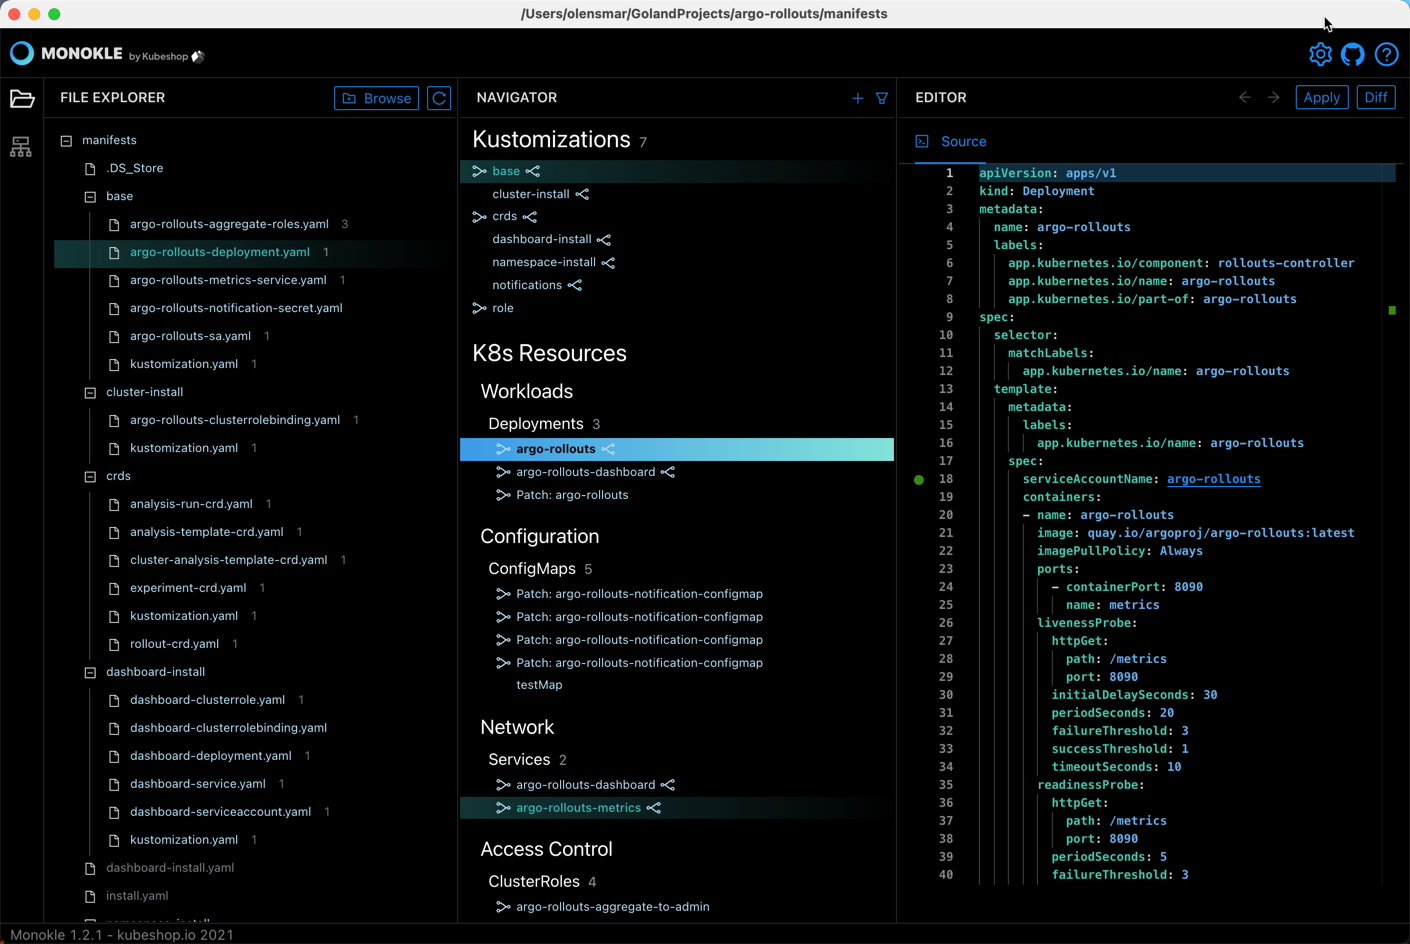 /Users/olensmar/GolandProjects/argo-rollouts/manifests
MONOKLE by Kubeshop
FILE EXPLORER
Browse
manifests
.DS_Store
base
argo-rollouts-aggregate-roles.yaml 3
argo-rollouts-deployment.yaml 1
argo-rollouts-metrics-service.yaml 1
argo-rollouts-notification-secret.yaml
argo-rollouts-sa.yaml 1
kustomization.yaml 1
cluster-install
argo-rollouts-clusterrolebinding.yaml 1
kustomization.yaml 1
crds
analysis-run-crd.yaml 1
analysis-template-crd.yaml 1
cluster-analysis-template-crd.yaml 1
experiment-crd.yaml 1
kustomization.yaml 1
rollout-crd.yaml 1
dashboard-install
dashboard-clusterrole.yaml 1
dashboard-clusterrolebinding.yaml
dashboard-deployment.yaml 1
dashboard-service.yaml 1
dashboard-serviceaccount.yaml 1
kustomization.yaml 1
dashboard-install.yaml
install.yaml
NAVIGATOR
Kustomizations 7
base
cluster-install
crds
dashboard-install
namespace-install
notifications
role
K8s Resources
Workloads
Deployments 3
argo-rollouts
argo-rollouts-dashboard
Patch: argo-rollouts
Configuration
ConfigMaps 5
Patch: argo-rollouts-notification-configmap
Patch: argo-rollouts-notification-configmap
Patch: argo-rollouts-notification-configmap
Patch: argo-rollouts-notification-configmap
testMap
Network
Services 2
argo-rollouts-dashboard
argo-rollouts-metrics
Access Control
ClusterRoles 4
argo-rollouts-aggregate-to-admin
EDITOR
Apply
Diff
Source
1 apiVersion: apps/v1
2 kind: Deployment
3 metadata:
4 name: argo-rollouts
5 labels:
6 app.kubernetes.io/component: rollouts-controller
7 app.kubernetes.io/name: argo-rollouts
8 app.kubernetes.io/part-of: argo-rollouts
9 spec:
10 selector:
11 matchLabels:
12 app.kubernetes.io/name: argo-rollouts
13 template:
14 metadata:
15 labels:
16 app.kubernetes.io/name: argo-rollouts
17 spec:
18 serviceAccountName: argo-rollouts
19 containers:
20 - name: argo-rollouts
21 image: quay.io/argoproj/argo-rollouts:latest
22 imagePullPolicy: Always
23 ports:
24 - containerPort: 8090
25 name: metrics
26 livenessProbe:
27 httpGet:
28 path: /metrics
29 port: 8090
30 initialDelaySeconds: 30
31 periodSeconds: 20
32 failureThreshold: 3
33 successThreshold: 1
34 timeoutSeconds: 10
35 readinessProbe:
36 httpGet:
37 path: /metrics
38 port: 8090
39 periodSeconds: 5
40 failureThreshold: 3
Monokle 1.2.1 - kubeshop.io 2021